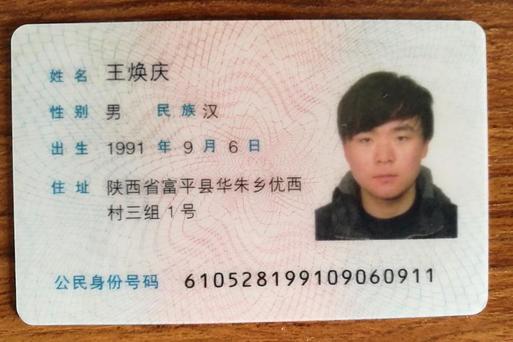 姓名 王焕庆
性别 男 民族 汉
出生 1991 年 9 月 6 日
住址 陕西省富平县华朱乡优西
村三组1号
公民身份号码 610528199109060911